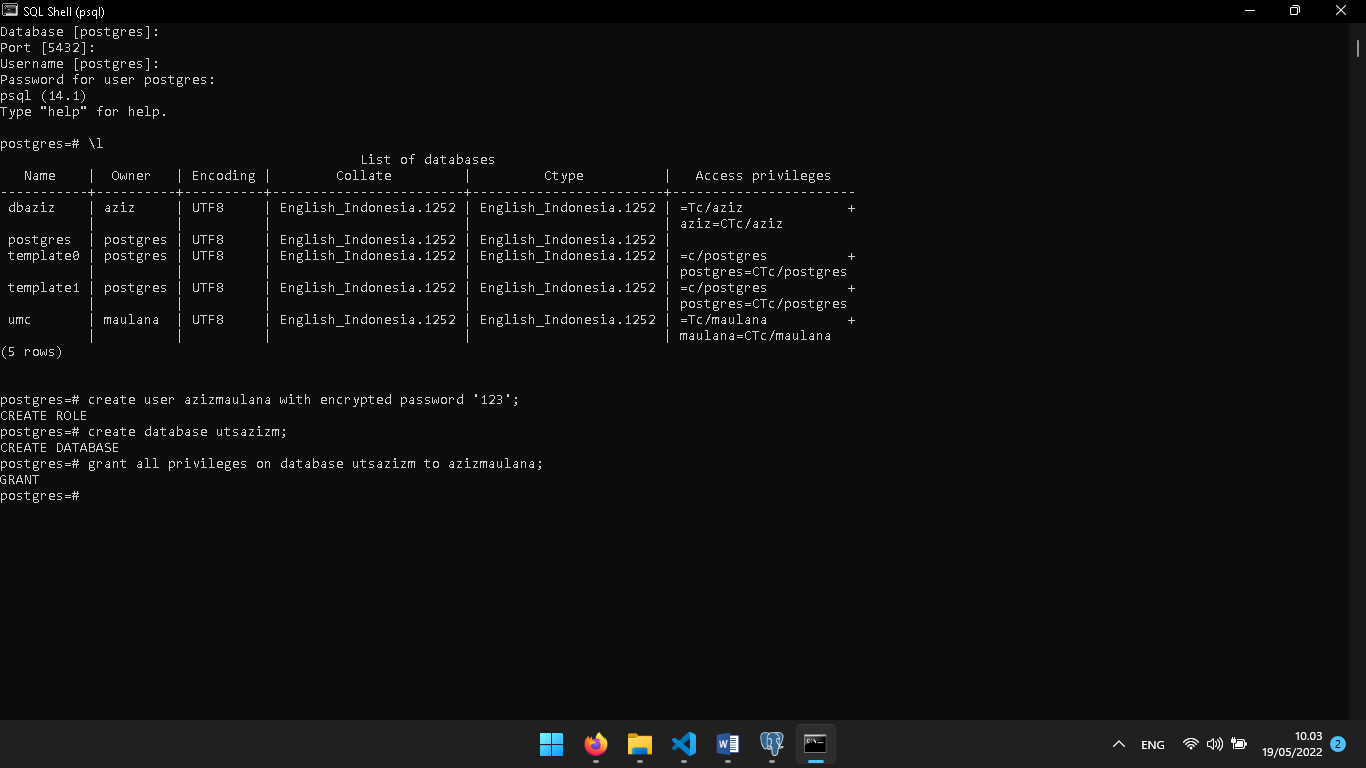 SQL Shell (psql)
Database [postgres]:
Port [5432]:
Username [postgres]:
Password for user postgres:
psql (14.1)
Type "help" for help.
postgres=# \l
List of databases
Name | Owner | Encoding | Collate | Ctype | Access privileges
-----------+----------+----------+------------------------+------------------------+-----------------------
dbaziz | aziz | UTF8 | English_Indonesia.1252 | English_Indonesia.1252 | =Tc/aziz +
| | | | | aziz=CTc/aziz
postgres | postgres | UTF8 | English_Indonesia.1252 | English_Indonesia.1252 |
template0 | postgres | UTF8 | English_Indonesia.1252 | English_Indonesia.1252 | =c/postgres +
| | | | | postgres=CTc/postgres
template1 | postgres | UTF8 | English_Indonesia.1252 | English_Indonesia.1252 | =c/postgres +
| | | | | postgres=CTc/postgres
umc | maulana | UTF8 | English_Indonesia.1252 | English_Indonesia.1252 | =Tc/maulana +
| | | | | maulana=CTc/maulana
(5 rows)
postgres=# create user azizmaulana with encrypted password '123';
CREATE ROLE
postgres=# create database utsazizm;
CREATE DATABASE
postgres=# grant all privileges on database utsazizm to azizmaulana;
GRANT
postgres=#
ENG
10.03
19/05/2022
2